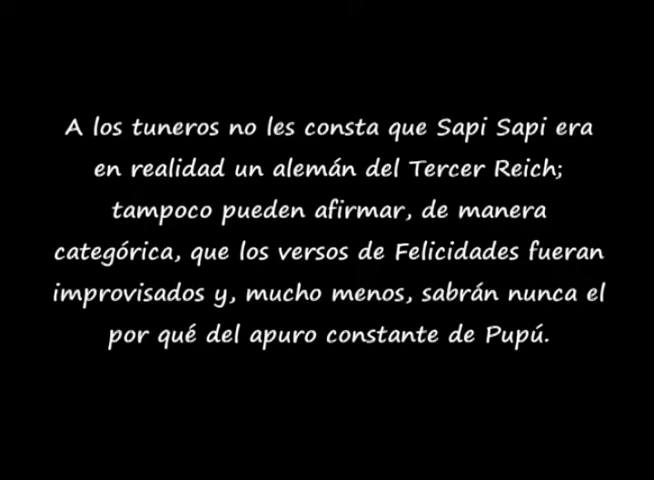 A los tuneros no les consta que Sapi Sapi era
en realidad un alemán del Tercer Reich;
tampoco pueden afirmar, de manera
categórica, que los versos de Felicidades fueran
improvisados y, mucho menos, sabrán nunca el
por qué del apuro constante de Pupú.